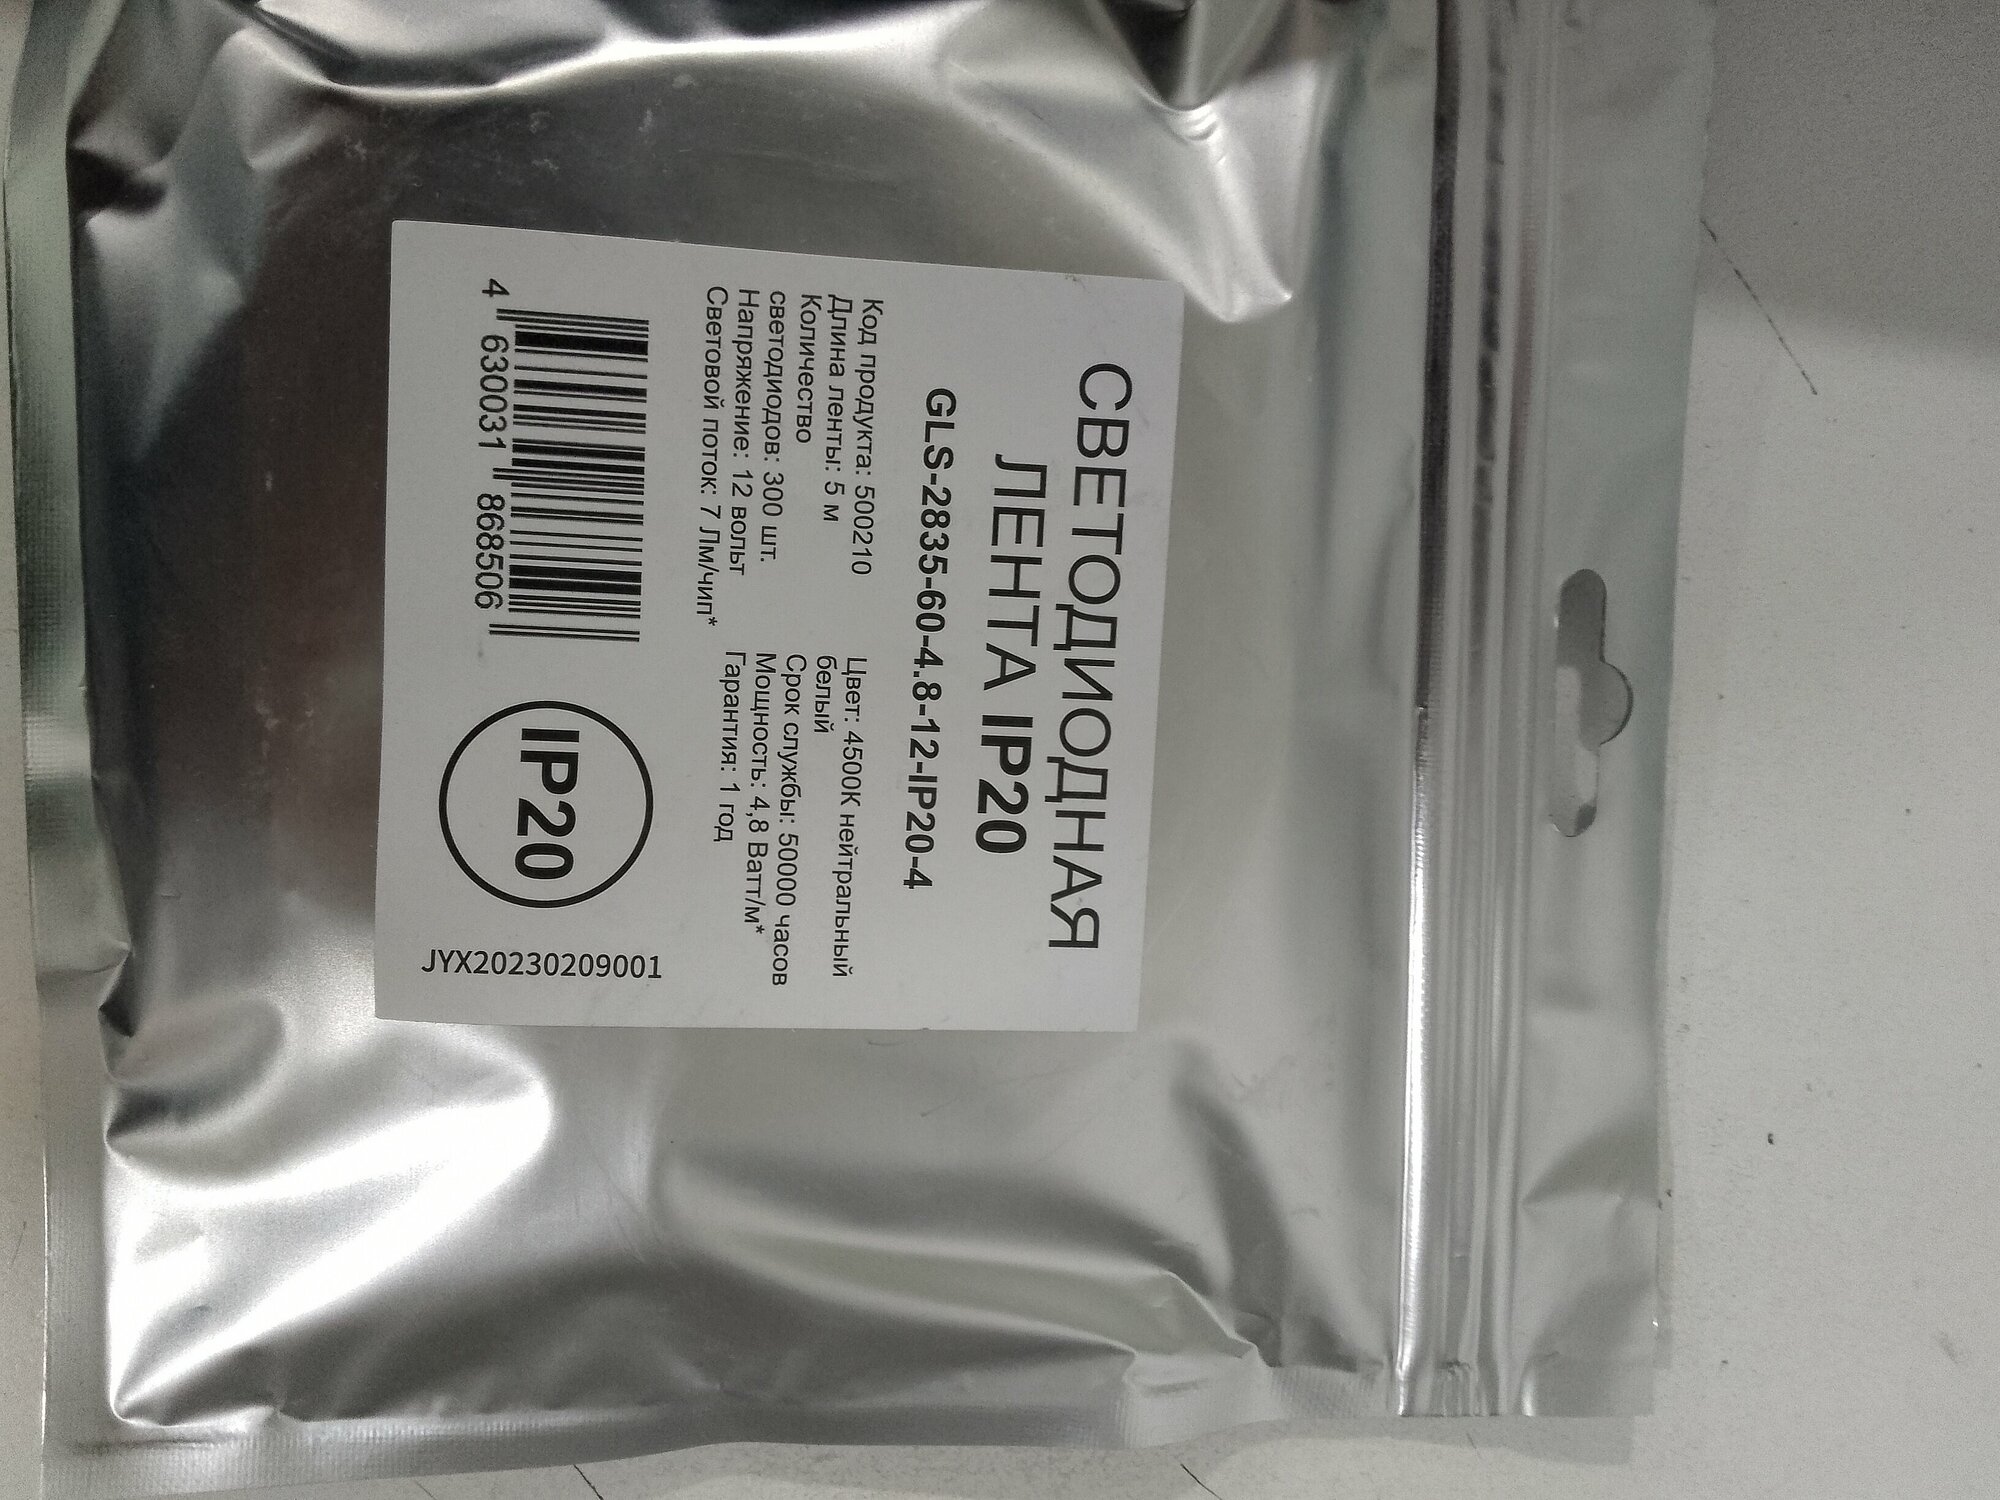 СВЕТОДИОДНАЯ
ЛЕНТА IP20
GLS-2835-60-4.8-12-IP20-4
Код продукта: 500210
Длина ленты: 5 м
Количество
светодиодов: 300 шт.
Напряжение: 12 вольт
Световой поток: 7 Лм/чип*
Цвет: 4500К нейтральный
белый
Срок службы: 50000 часов
Мощность: 4,8 Ватт/м*
Гарантия: 1 год
4 630031 868506
IP20
JYX20230209001